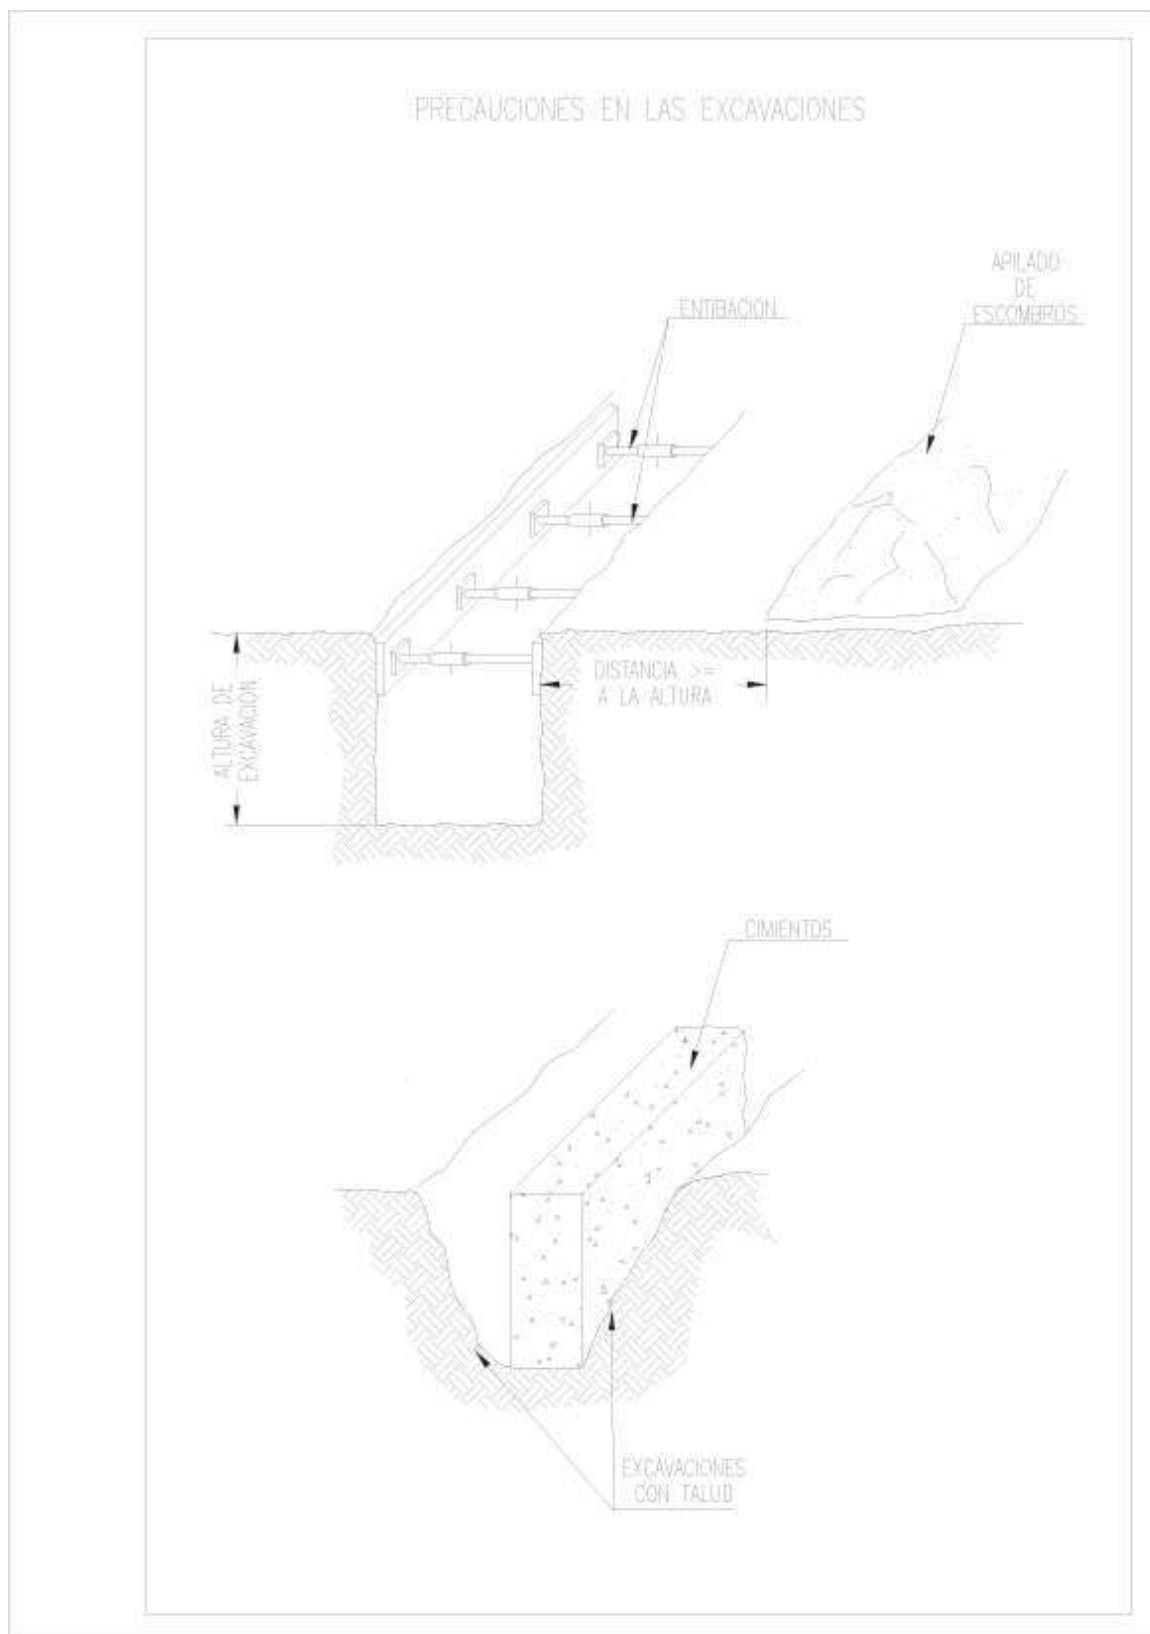 PRECAUCIONES EN LAS EXCAVACIONES
APILADO
DE
ESCOMBROS
ENTIBACION
DISTANCIA >=
A LA ALTURA
ALTURA DE
EXCAVACION
CIMIENTOS
EXCAVACIONES
CON TALUD